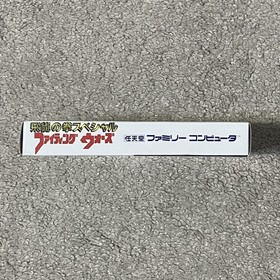 飛龍の拳スペシャル
ファイティング ウォーズ
任天堂 ファミリー コンピュータ